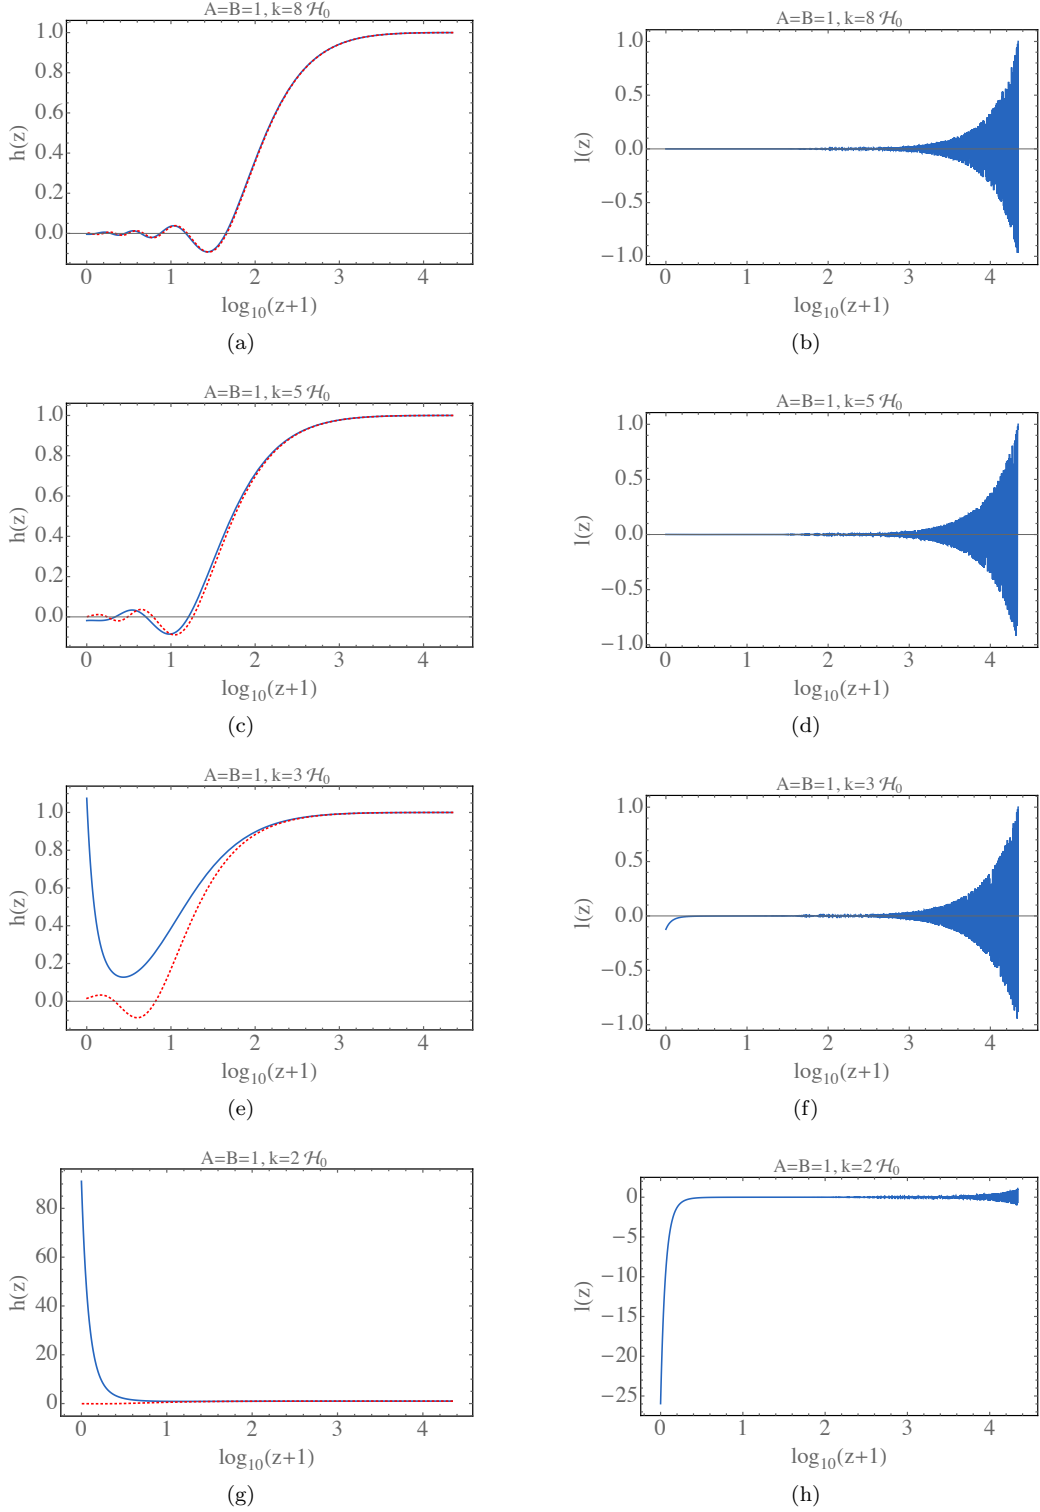 A=B=1, k=8 ℋ₀
1.0
0.8
0.6
0.4
0.2
0.0
h(z)
0 1 2 3 4
log₁₀(z+1)
(a)
A=B=1, k=8 ℋ₀
1.0
0.5
0.0
−0.5
−1.0
l(z)
0 1 2 3 4
log₁₀(z+1)
(b)
A=B=1, k=5 ℋ₀
1.0
0.8
0.6
0.4
0.2
0.0
h(z)
0 1 2 3 4
log₁₀(z+1)
(c)
A=B=1, k=5 ℋ₀
1.0
0.5
0.0
−0.5
−1.0
l(z)
0 1 2 3 4
log₁₀(z+1)
(d)
A=B=1, k=3 ℋ₀
1.0
0.8
0.6
0.4
0.2
0.0
h(z)
0 1 2 3 4
log₁₀(z+1)
(e)
A=B=1, k=3 ℋ₀
1.0
0.5
0.0
−0.5
−1.0
l(z)
0 1 2 3 4
log₁₀(z+1)
(f)
A=B=1, k=2 ℋ₀
80
60
40
20
0
h(z)
0 1 2 3 4
log₁₀(z+1)
(g)
A=B=1, k=2 ℋ₀
0
−5
−10
−15
−20
−25
l(z)
0 1 2 3 4
log₁₀(z+1)
(h)